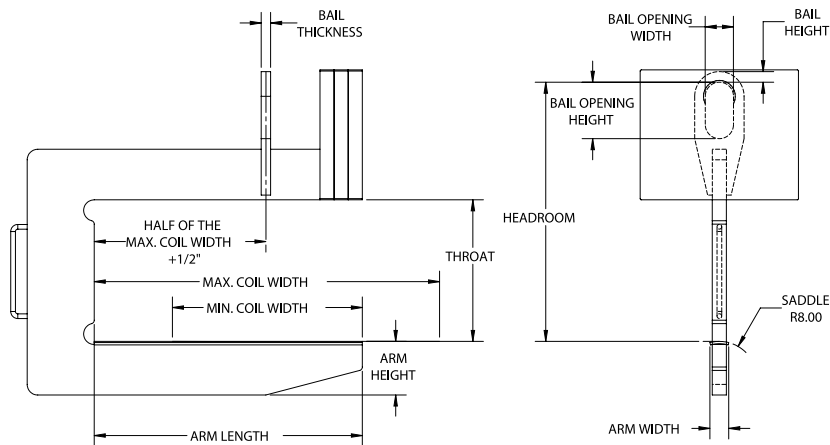 BAIL
THICKNESS
BAIL OPENING
WIDTH
BAIL
HEIGHT
BAIL OPENING
HEIGHT
HALF OF THE
MAX. COIL WIDTH
+1/2"
THROAT
HEADROOM
MAX. COIL WIDTH
MIN. COIL WIDTH
SADDLE
R8.00
ARM
HEIGHT
ARM LENGTH
ARM WIDTH